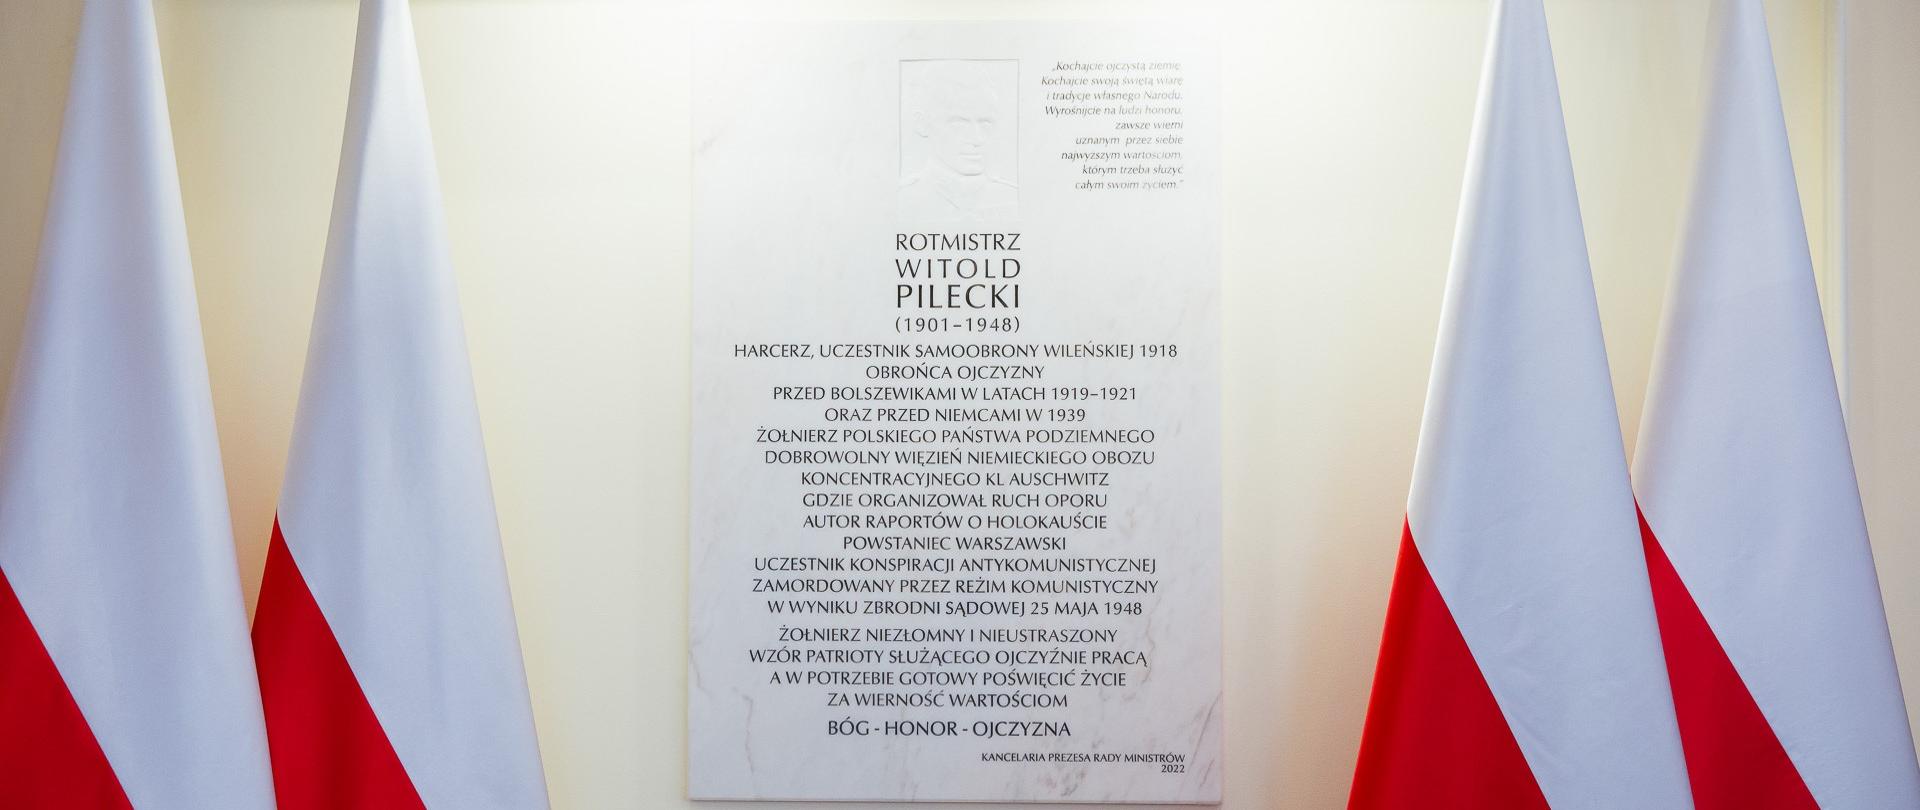 „Kochajcie ojczystą ziemię.
Kochajcie swoją świętą wiarę
i tradycje własnego Narodu.
Wyrośnijcie na ludzi honoru,
zawsze wierni
uznanym przez siebie
najwyższym wartościom,
którym trzeba służyć
całym swoim życiem."
ROTMISTRZ
WITOLD
PILECKI
(1901–1948)
HARCERZ, UCZESTNIK SAMOOBRONY WILEŃSKIEJ 1918
OBROŃCA OJCZYZNY
PRZED BOLSZEWIKAMI W LATACH 1919–1921
ORAZ PRZED NIEMCAMI W 1939
ŻOŁNIERZ POLSKIEGO PAŃSTWA PODZIEMNEGO
DOBROWOLNY WIĘZIEŃ NIEMIECKIEGO OBOZU
KONCENTRACYJNEGO KL AUSCHWITZ
GDZIE ORGANIZOWAŁ RUCH OPORU
AUTOR RAPORTÓW O HOLOKAUŚCIE
POWSTANIEC WARSZAWSKI
UCZESTNIK KONSPIRACJI ANTYKOMUNISTYCZNEJ
ZAMORDOWANY PRZEZ REŻIM KOMUNISTYCZNY
W WYNIKU ZBRODNI SĄDOWEJ 25 MAJA 1948
ŻOŁNIERZ NIEZŁOMNY I NIEUSTRASZONY
WZÓR PATRIOTY SŁUŻĄCEGO OJCZYŹNIE PRACĄ
A W POTRZEBIE GOTOWY POŚWIĘCIĆ ŻYCIE
ZA WIERNOŚĆ WARTOŚCIOM
BÓG - HONOR - OJCZYZNA
KANCELARIA PREZESA RADY MINISTRÓW
2022